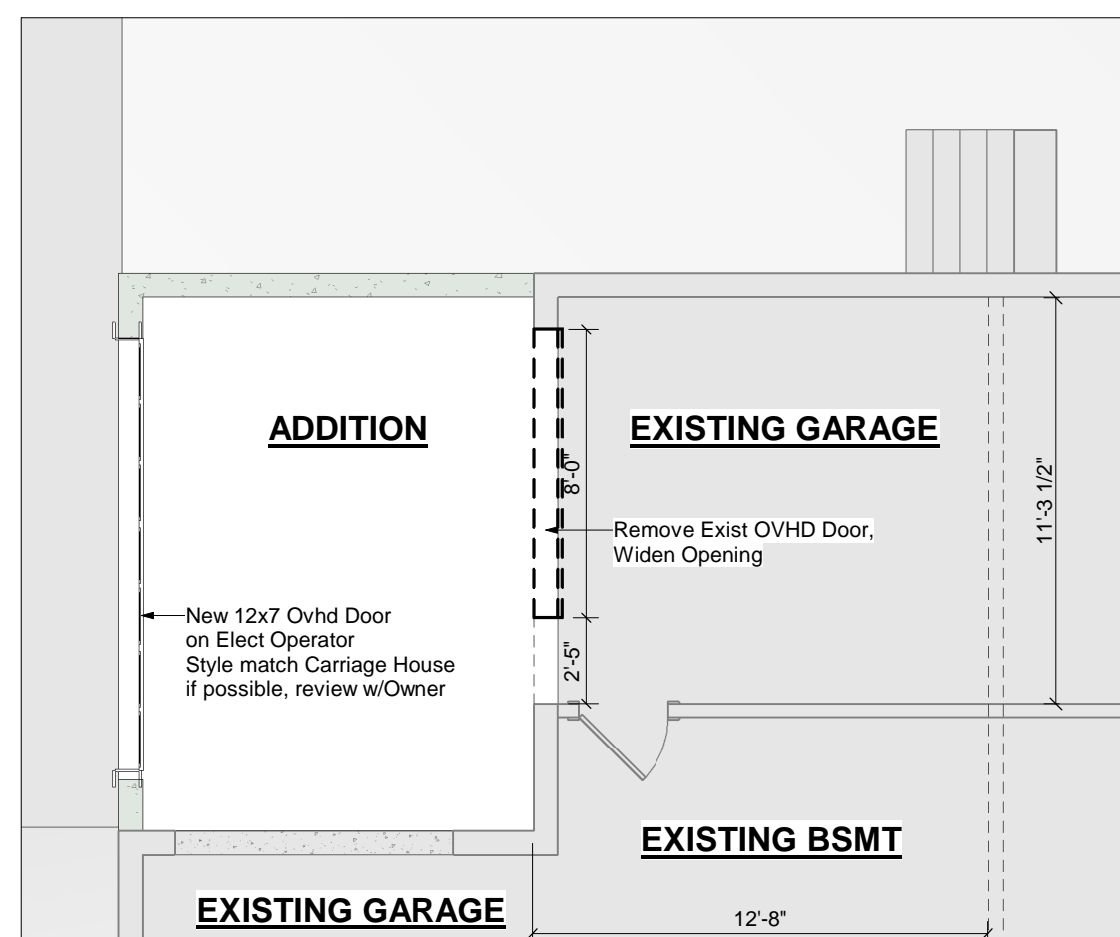 ADDITION
EXISTING GARAGE
8'-0"
11'-3 1/2"
Remove Exist OVHD Door,
Widen Opening
New 12x7 Ovhd Door
on Elect Operator
Style match Carriage House
if possible, review w/Owner
2'-5"
EXISTING BSMT
EXISTING GARAGE
12'-8"